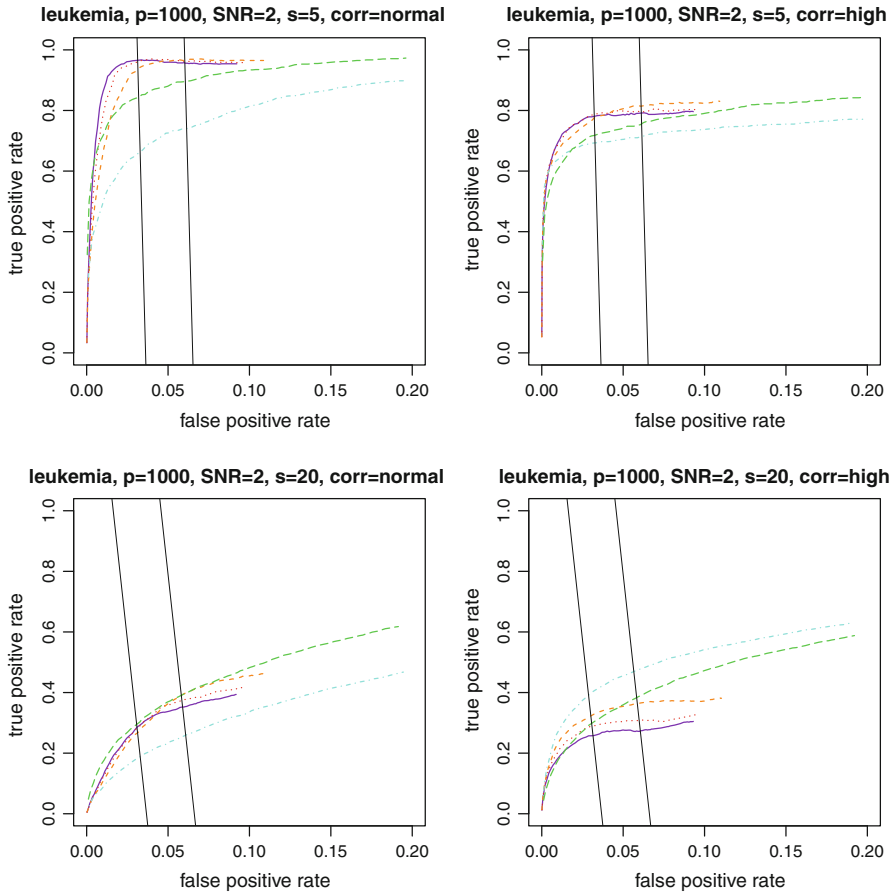 leukemia, p=1000, SNR=2, s=5, corr=normal
true positive rate
1.0
0.8
0.6
0.4
0.2
0.0
0.00 0.05 0.10 0.15 0.20
false positive rate
leukemia, p=1000, SNR=2, s=5, corr=high
true positive rate
1.0
0.8
0.6
0.4
0.2
0.0
0.00 0.05 0.10 0.15 0.20
false positive rate
leukemia, p=1000, SNR=2, s=20, corr=normal
true positive rate
1.0
0.8
0.6
0.4
0.2
0.0
0.00 0.05 0.10 0.15 0.20
false positive rate
leukemia, p=1000, SNR=2, s=20, corr=high
true positive rate
1.0
0.8
0.6
0.4
0.2
0.0
0.00 0.05 0.10 0.15 0.20
false positive rate